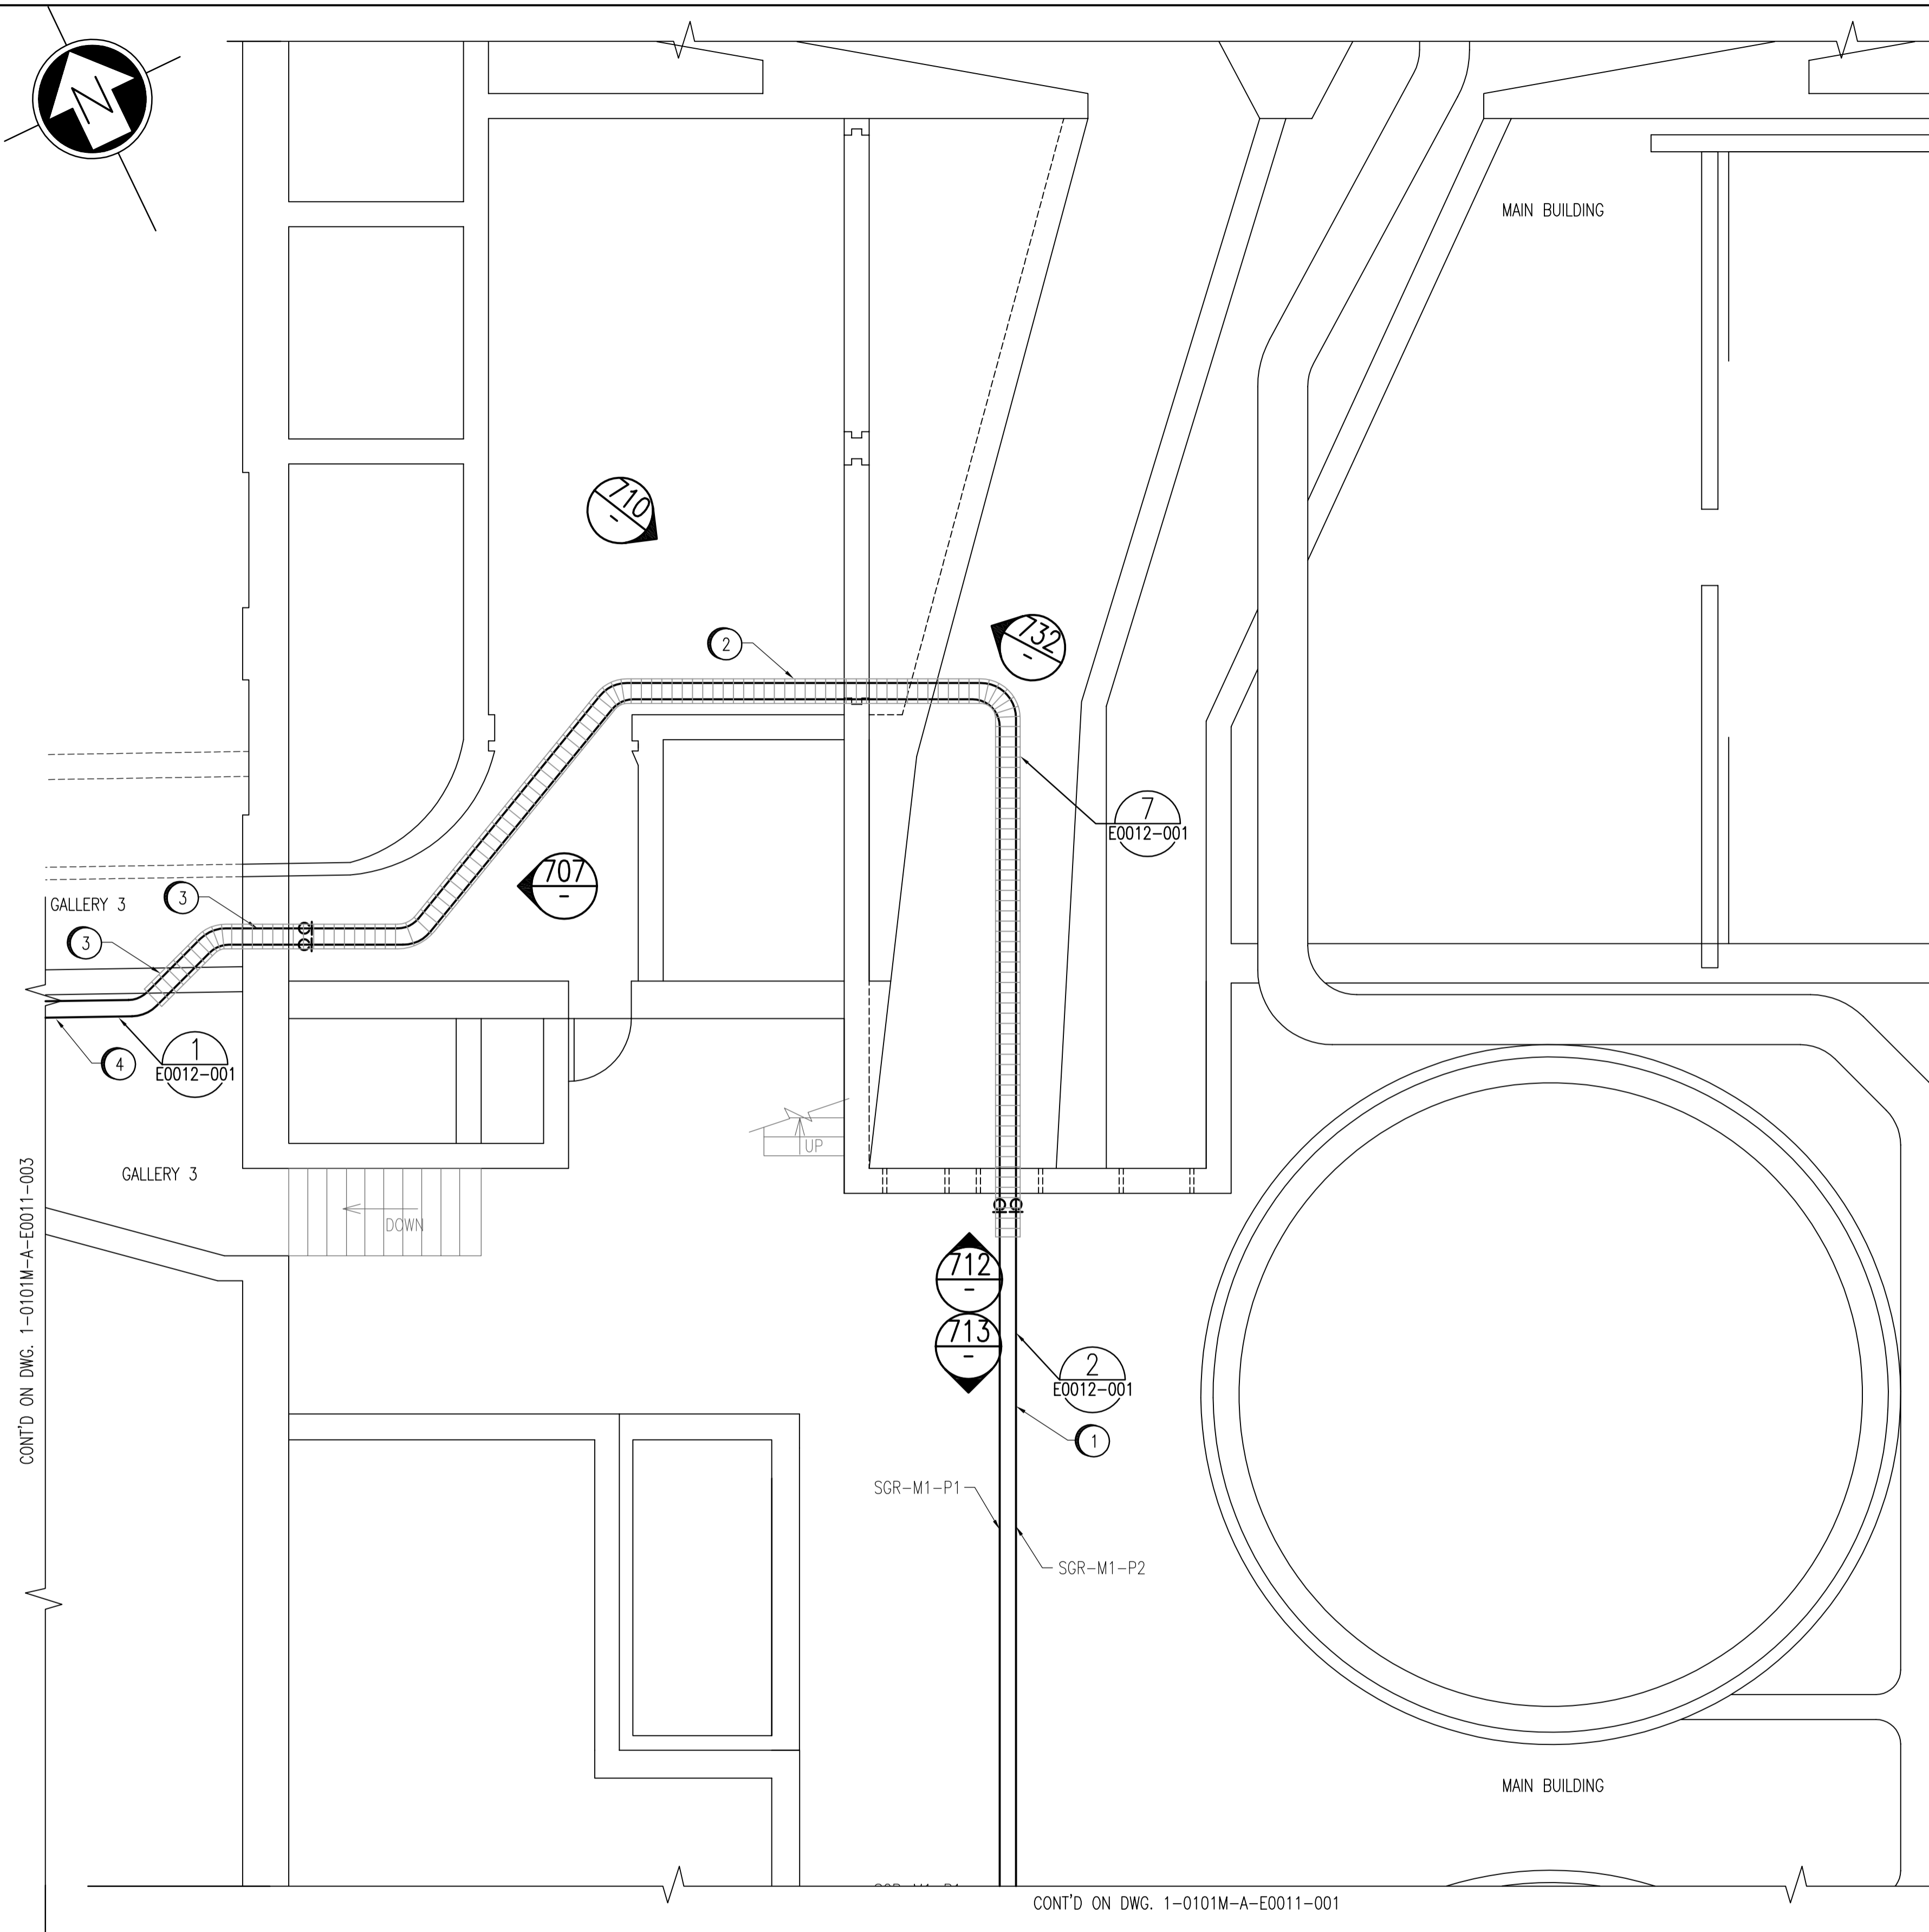 N
MAIN BUILDING
710
-
732
-
2
7
E0012-001
707
-
GALLERY 3
3
3
4
1
E0012-001
UP
GALLERY 3
DOWN
712
-
713
-
2
E0012-001
1
SGR-M1-P1
SGR-M1-P2
MAIN BUILDING
CONT'D ON DWG. 1-0101M-A-E0011-003
CONT'D ON DWG. 1-0101M-A-E0011-001